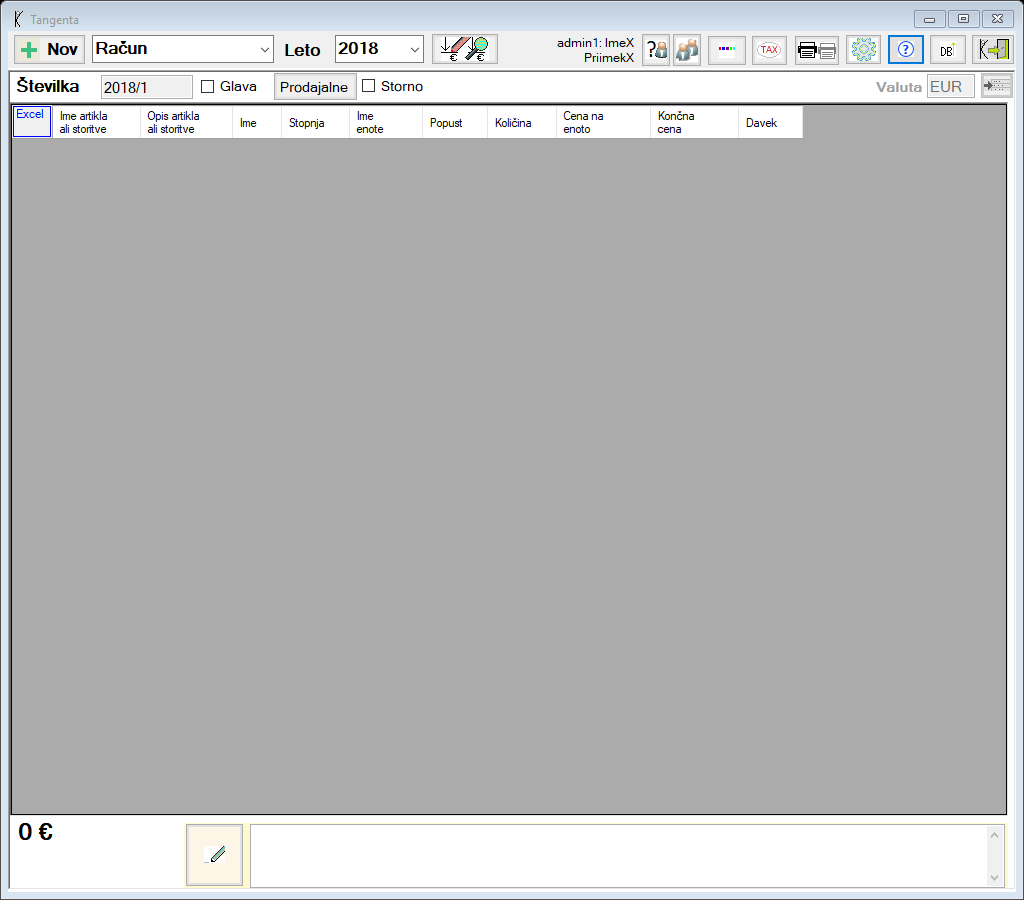 Tangenta
Nov
Račun
Leto
2018
admin1: ImeX
PriimekX
TAX
DB
Številka
2018/1
Glava
Prodajalne
Storno
Valuta
EUR
Excel
Ime artikla
ali storitve
Opis artikla
ali storitve
Ime
Stopnja
Ime
enote
Popust
Količina
Cena na
enoto
Končna
cena
Davek
0 €